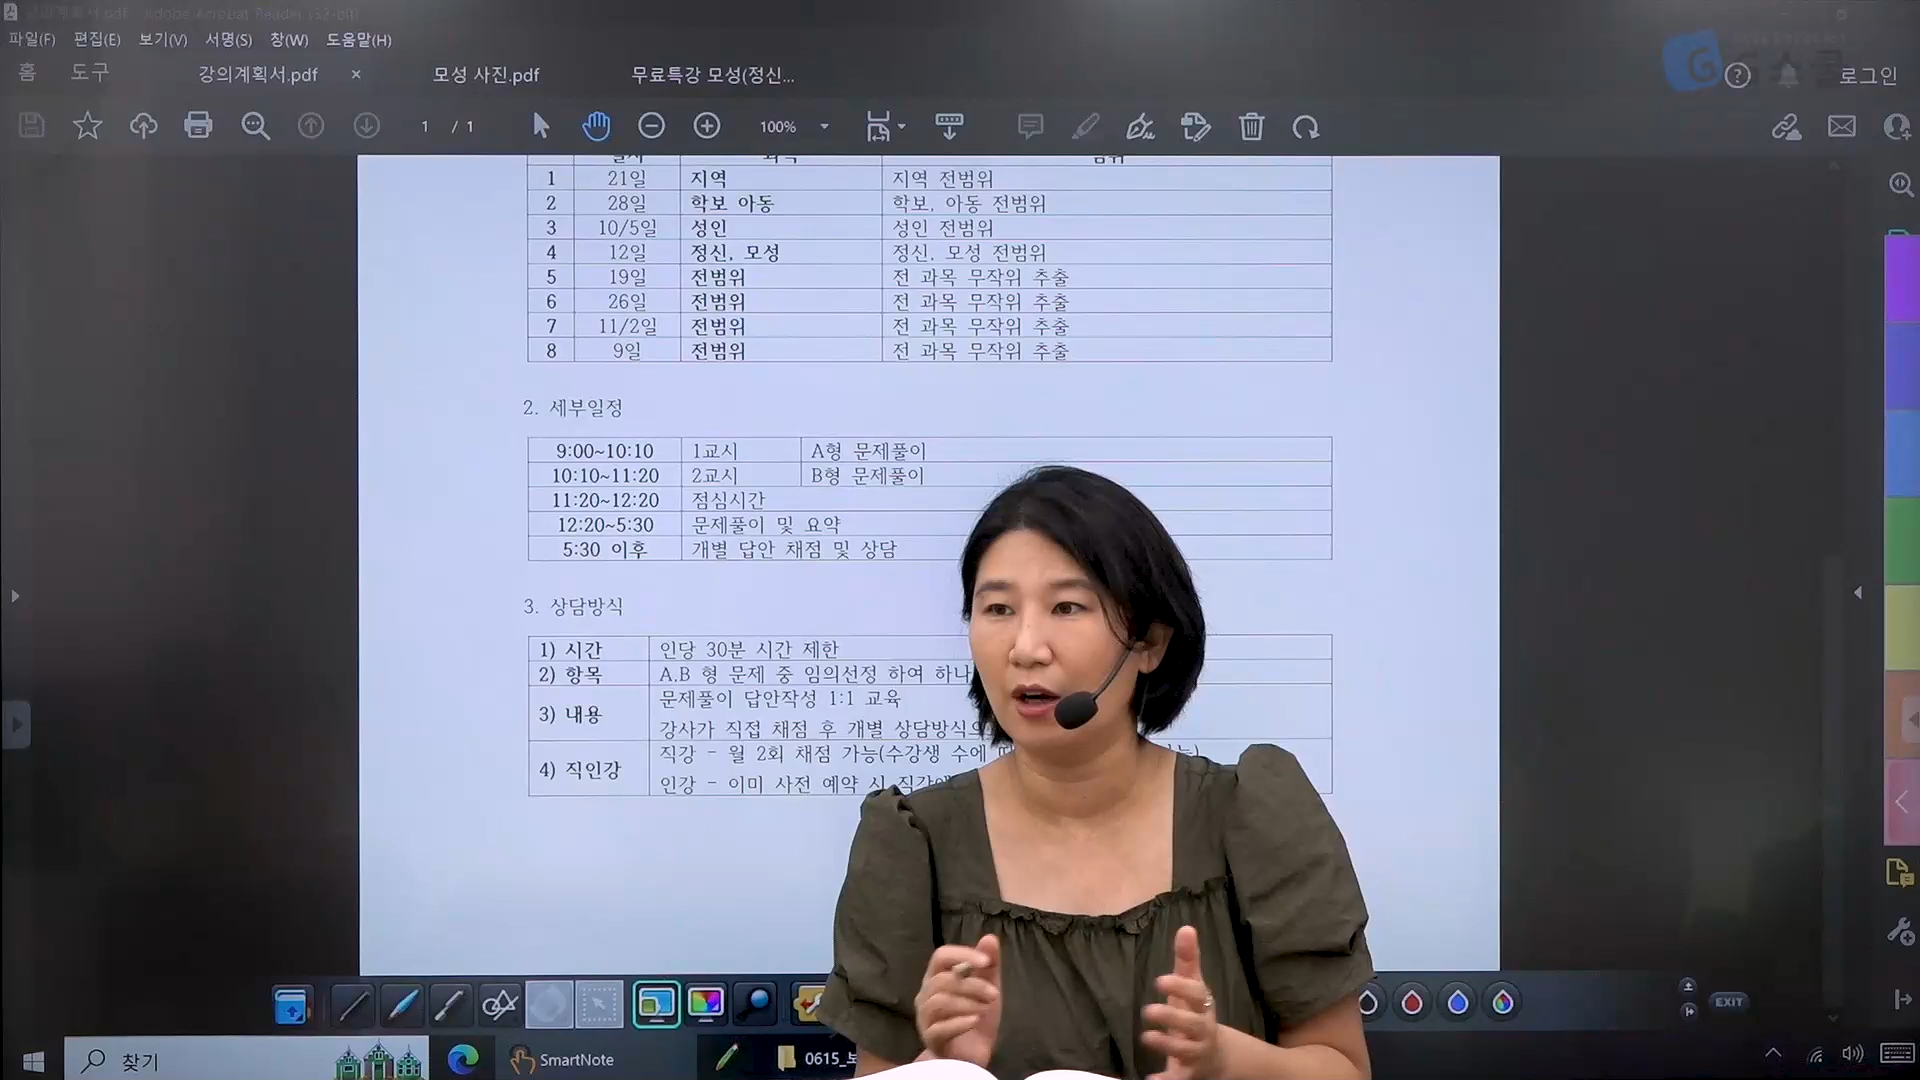 강의계획서.pdf - Adobe Acrobat Reader (32-bit)
파일(F) 편집(E) 보기(V) 서명(S) 창(W) 도움말(H)
홈 도구 강의계획서.pdf × 모성 사진.pdf 무료특강 모성(정신... 로그인
1 / 1 100%
1 21일 지역 지역 전범위
2 28일 학보 아동 학보, 아동 전범위
3 10/5일 성인 성인 전범위
4 12일 정신, 모성 정신, 모성 전범위
5 19일 전범위 전 과목 무작위 추출
6 26일 전범위 전 과목 무작위 추출
7 11/2일 전범위 전 과목 무작위 추출
8 9일 전범위 전 과목 무작위 추출
2. 세부일정
9:00~10:10 1교시 A형 문제풀이
10:10~11:20 2교시 B형 문제풀이
11:20~12:20 점심시간
12:20~5:30 문제풀이 및 요약
5:30 이후 개별 답안 채점 및 상담
3. 상담방식
1) 시간 인당 30분 시간 제한
2) 항목 A.B 형 문제 중 임의선정 하여 하나
3) 내용 문제풀이 답안작성 1:1 교육
강사가 직접 채점 후 개별 상담방식
4) 직인강 직강 - 월 2회 채점 가능(수강생 수에
인강 - 이미 사전 예약 시
EXIT
찾기 SmartNote 0615_